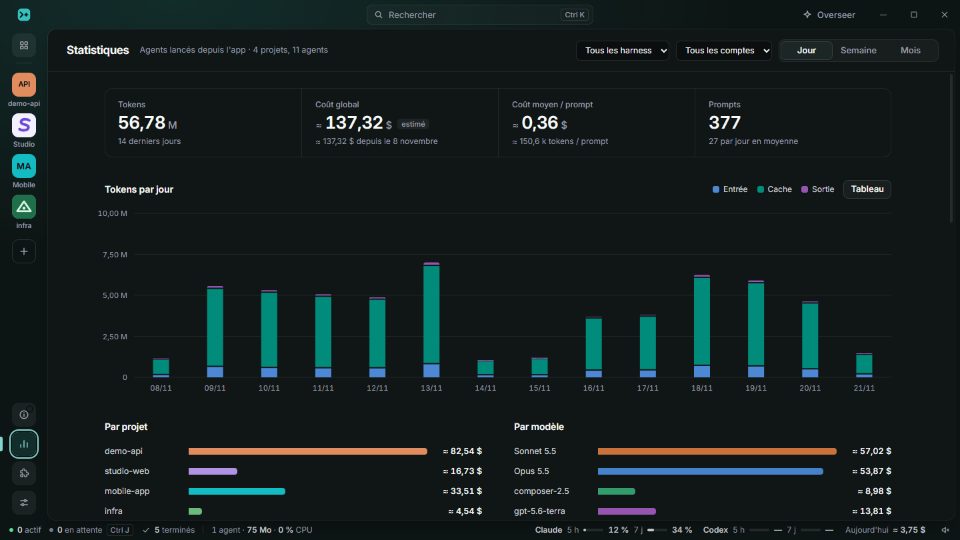 Rechercher Ctrl K Overseer
Statistiques Agents lancés depuis l'app · 4 projets, 11 agents Tous les harness Tous les comptes Jour Semaine Mois
API
demo-api
S
Studio
MA
Mobile
infra
Tokens
56,78 M
14 derniers jours
Coût global
≈ 137,32 $ estimé
≈ 137,32 $ depuis le 8 novembre
Coût moyen / prompt
≈ 0,36 $
≈ 150,6 k tokens / prompt
Prompts
377
27 par jour en moyenne
Tokens par jour Entrée Cache Sortie Tableau
10,00 M
7,50 M
5,00 M
2,50 M
0
08/11 09/11 10/11 11/11 12/11 13/11 14/11 15/11 16/11 17/11 18/11 19/11 20/11 21/11
Par projet
demo-api ≈ 82,54 $
studio-web ≈ 16,73 $
mobile-app ≈ 33,51 $
infra ≈ 4,54 $
Par modèle
Sonnet 5.5 ≈ 57,02 $
Opus 5.5 ≈ 53,87 $
composer-2.5 ≈ 8,98 $
gpt-5.6-terra ≈ 13,81 $
0 actif 0 en attente Ctrl J 5 terminés 1 agent · 75 Mo · 0 % CPU Claude 5 h 12 % 7 j 34 % Codex 5 h — 7 j — Aujourd'hui ≈ 3,75 $